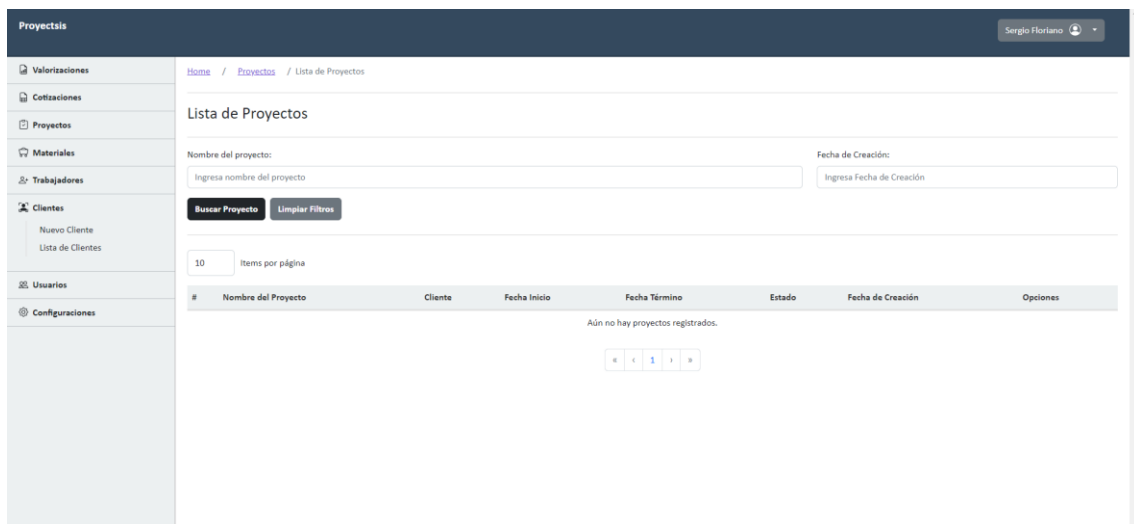 Proyectsis
Sergio Floriano
Valorizaciones
Cotizaciones
Proyectos
Materiales
Trabajadores
Clientes
Nuevo Cliente
Lista de Clientes
Usuarios
Configuraciones
Home / Proyectos / Lista de Proyectos
Lista de Proyectos
Nombre del proyecto: Fecha de Creación:
Ingresa nombre del proyecto Ingresa Fecha de Creación
Buscar Proyecto Limpiar Filtros
10 Items por página
# Nombre del Proyecto Cliente Fecha Inicio Fecha Término Estado Fecha de Creación Opciones
Aún no hay proyectos registrados.
« ‹ 1 › »